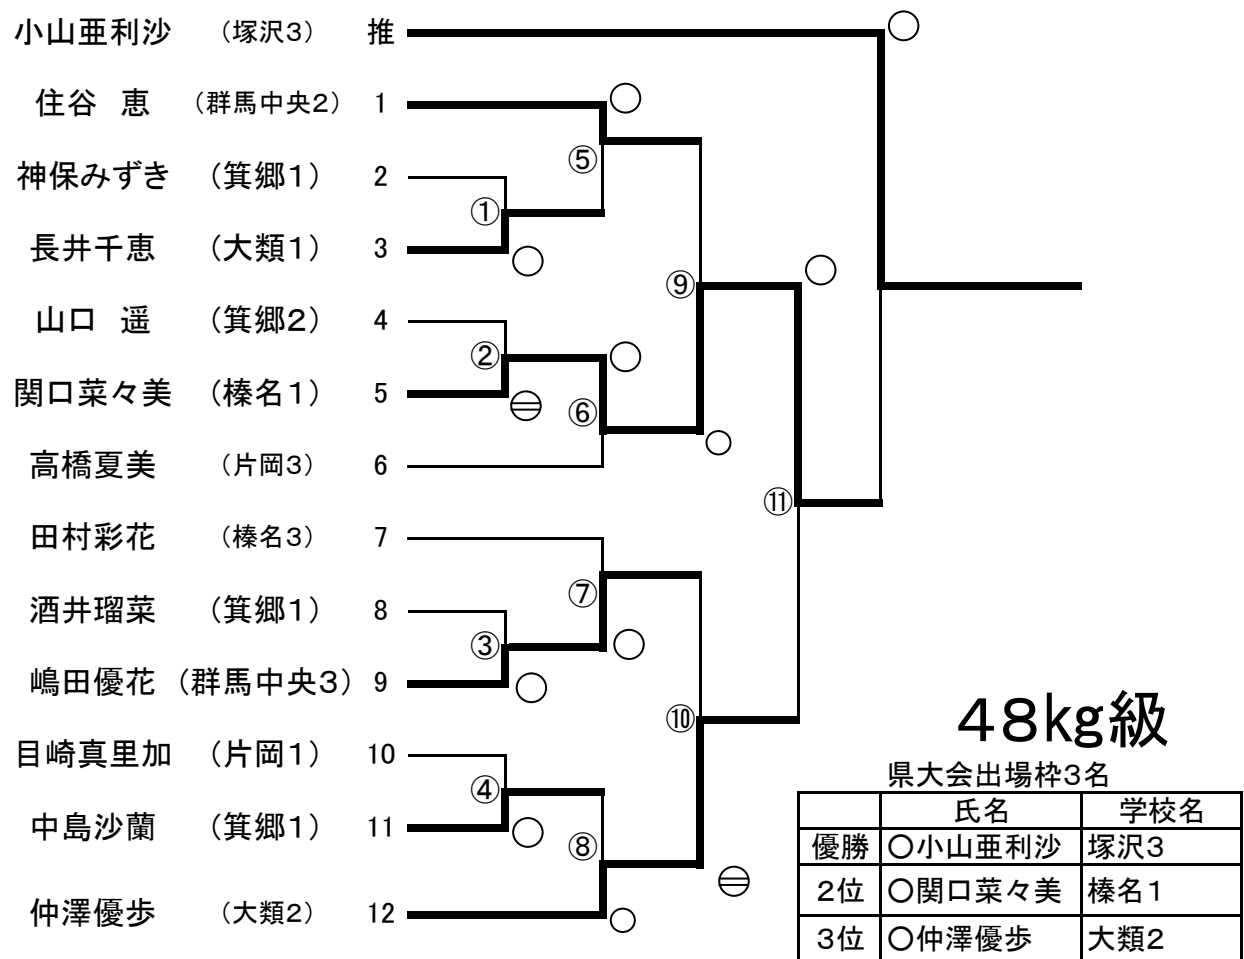 小山亜利沙 （塚沢３） 推
住谷 恵 （群馬中央２） 1
⑤
神保みずき （箕郷１） 2
①
長井千恵 （大類１） 3
⑨
山口 遥 （箕郷２） 4
②
関口菜々美 （榛名１） 5
⑥
高橋夏美 （片岡３） 6
⑪
田村彩花 （榛名３） 7
⑦
酒井瑠菜 （箕郷１） 8
③
嶋田優花 （群馬中央３） 9
⑩
目崎真里加 （片岡１） 10
④
中島沙蘭 （箕郷１） 11
⑧
仲澤優歩 （大類２） 12
４８kg級
県大会出場枠３名
氏名 学校名
優勝 〇小山亜利沙 塚沢３
２位 〇関口菜々美 榛名１
３位 〇仲澤優歩 大類２